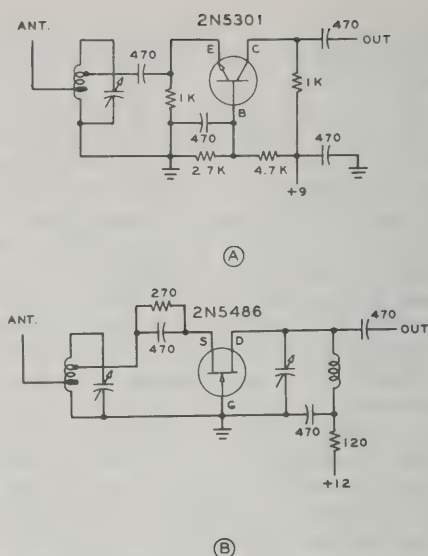 2N5301
ANT.
470
470
OUT
E
C
1K
1K
B
470
470
2.7K
4.7K
+9
A
270
2N5486
470
ANT.
470
OUT
S
D
G
470
120
+12
B